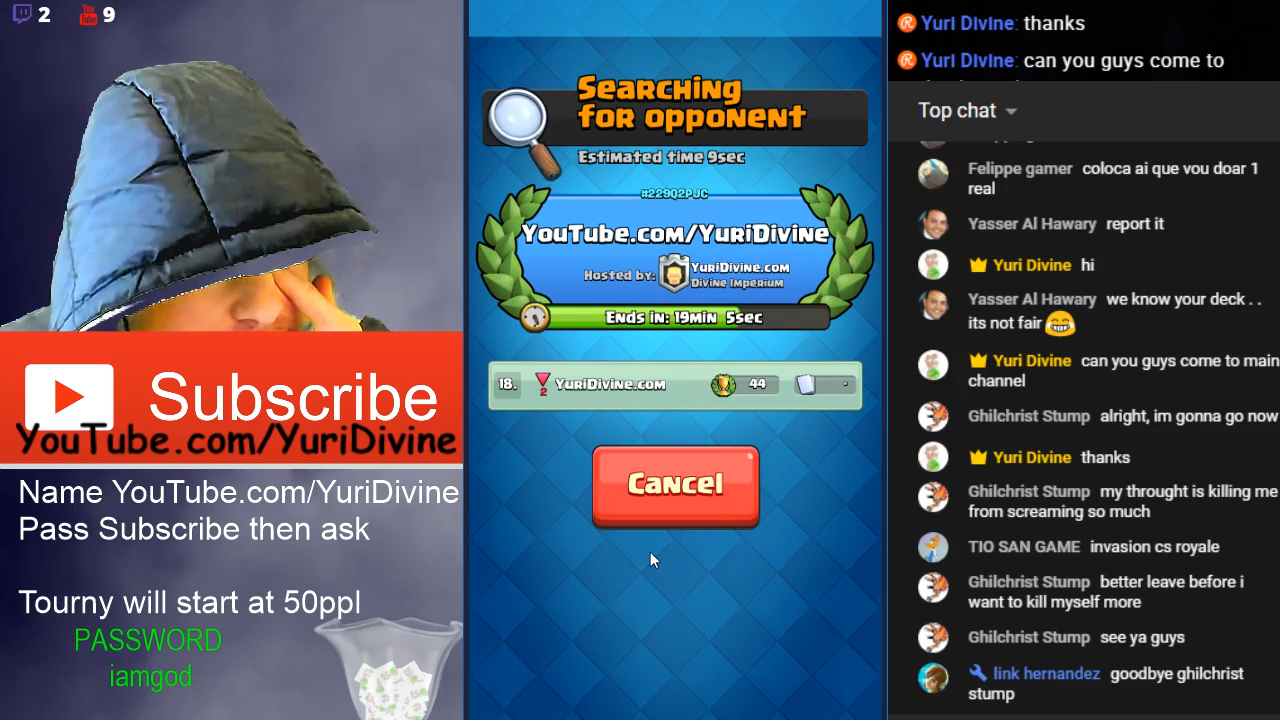 2 9
Subscribe
YouTube.com/YuriDivine
Name YouTube.com/YuriDivine
Pass Subscribe then ask
Tourny will start at 50ppl
PASSWORD
iamgod
Searching
for opponent
Estimated time 9sec
#229Q2PJC
YouTube.com/YuriDivine
Hosted by: YuriDivine.com
Divine Imperium
Ends in: 19min 5sec
18. 2 YuriDivine.com 44 -
Cancel
Yuri Divine: thanks
Yuri Divine: can you guys come to
Top chat
Felippe gamer coloca ai que vou doar 1
real
Yasser Al Hawary report it
Yuri Divine hi
Yasser Al Hawary we know your deck . .
its not fair 😂
Yuri Divine can you guys come to main
channel
Ghilchrist Stump alright, im gonna go now
Yuri Divine thanks
Ghilchrist Stump my throught is killing me
from screaming so much
TIO SAN GAME invasion cs royale
Ghilchrist Stump better leave before i
want to kill myself more
Ghilchrist Stump see ya guys
link hernandez goodbye ghilchrist
stump